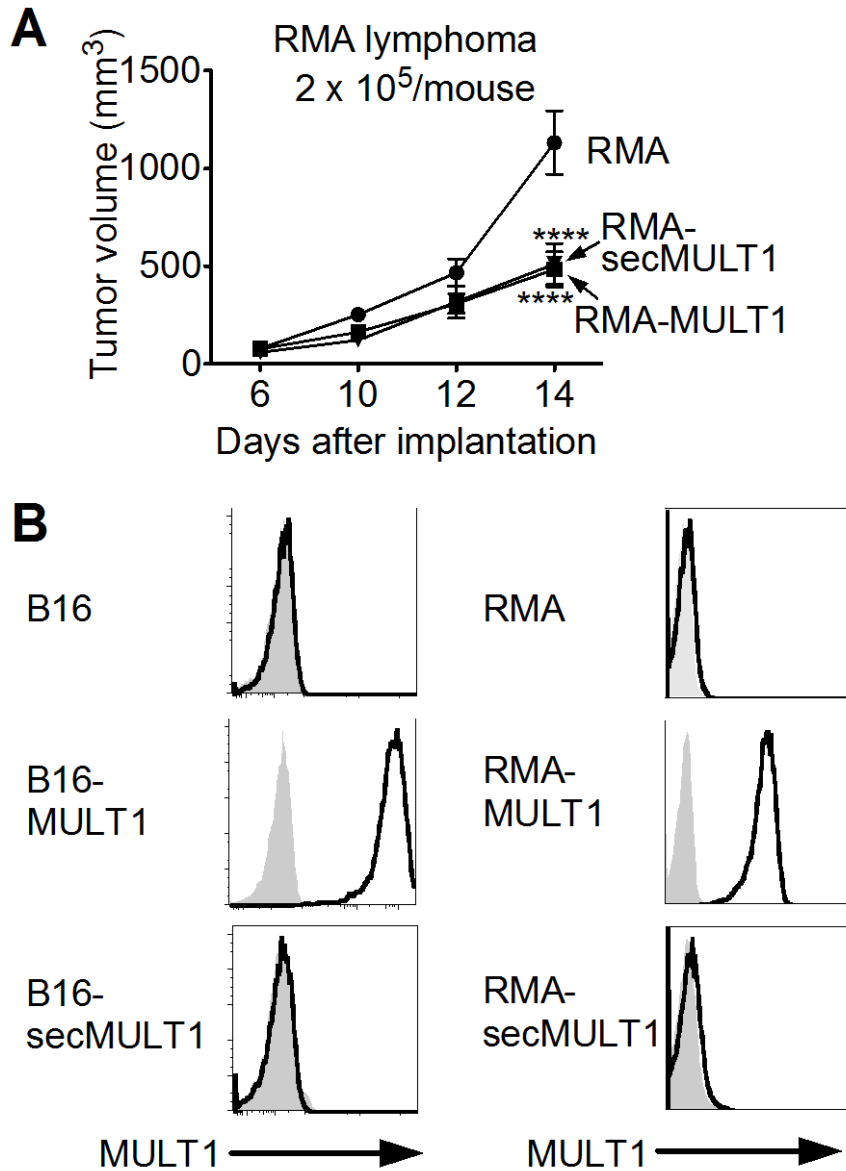 A
RMA lymphoma
2 x 10⁵/mouse
Tumor volume (mm³)
1500
1000
500
0
RMA
****
RMA-
secMULT1
****
RMA-MULT1
6 10 12 14
Days after implantation
B
B16
RMA
B16-
MULT1
RMA-
MULT1
B16-
secMULT1
RMA-
secMULT1
MULT1
MULT1